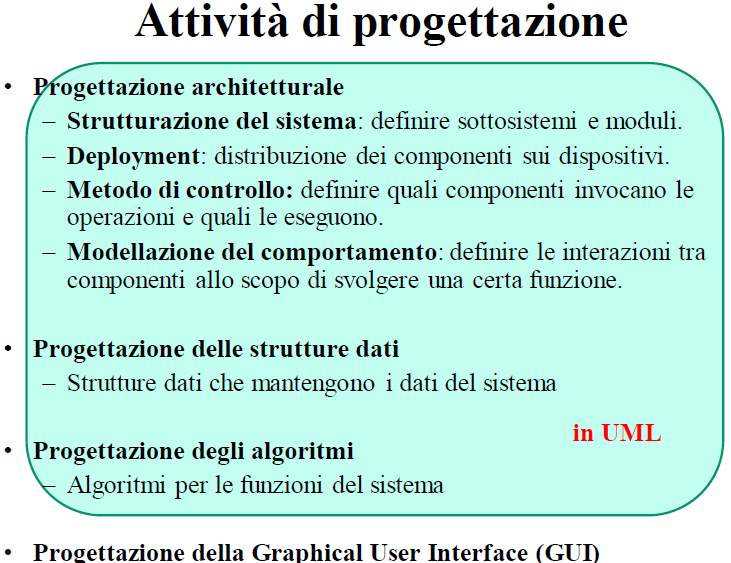 Attività di progettazione
• Progettazione architetturale
– Strutturazione del sistema: definire sottosistemi e moduli.
– Deployment: distribuzione dei componenti sui dispositivi.
– Metodo di controllo: definire quali componenti invocano le
operazioni e quali le eseguono.
– Modellazione del comportamento: definire le interazioni tra
componenti allo scopo di svolgere una certa funzione.
• Progettazione delle strutture dati
– Strutture dati che mantengono i dati del sistema
in UML
• Progettazione degli algoritmi
– Algoritmi per le funzioni del sistema
• Progettazione della Graphical User Interface (GUI)